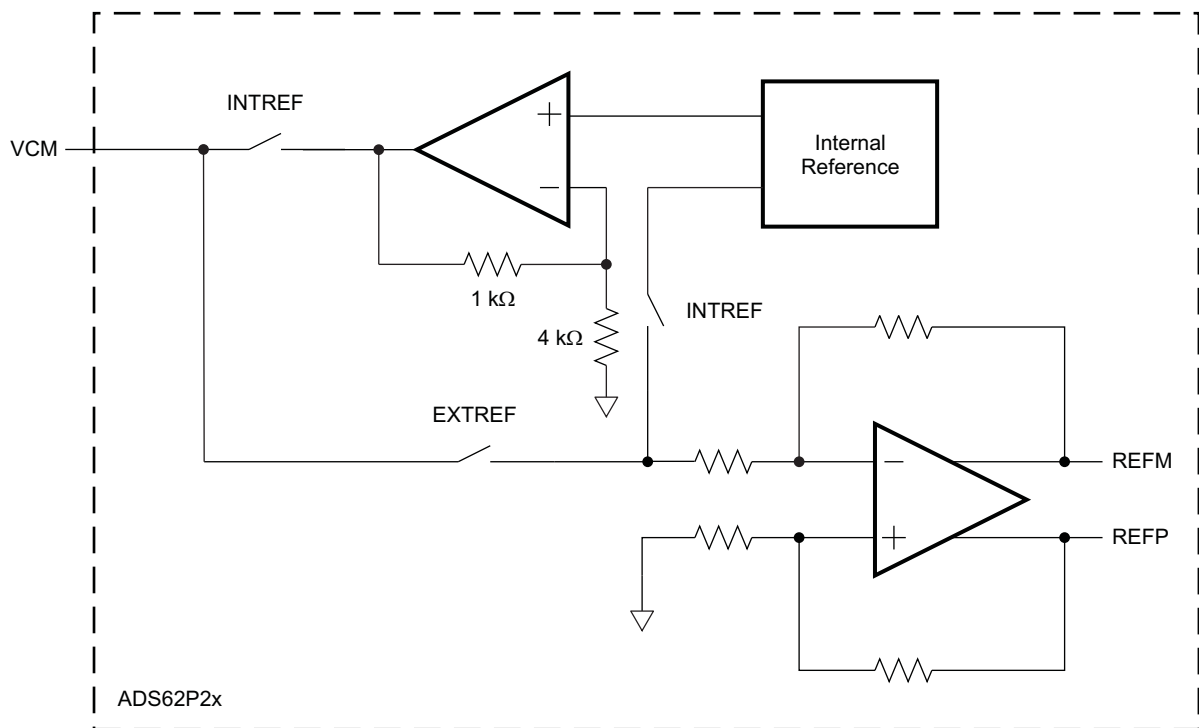 INTREF
VCM
+
−
Internal
Reference
1 kΩ
4 kΩ
INTREF
EXTREF
−
+
REFM
REFP
ADS62P2x